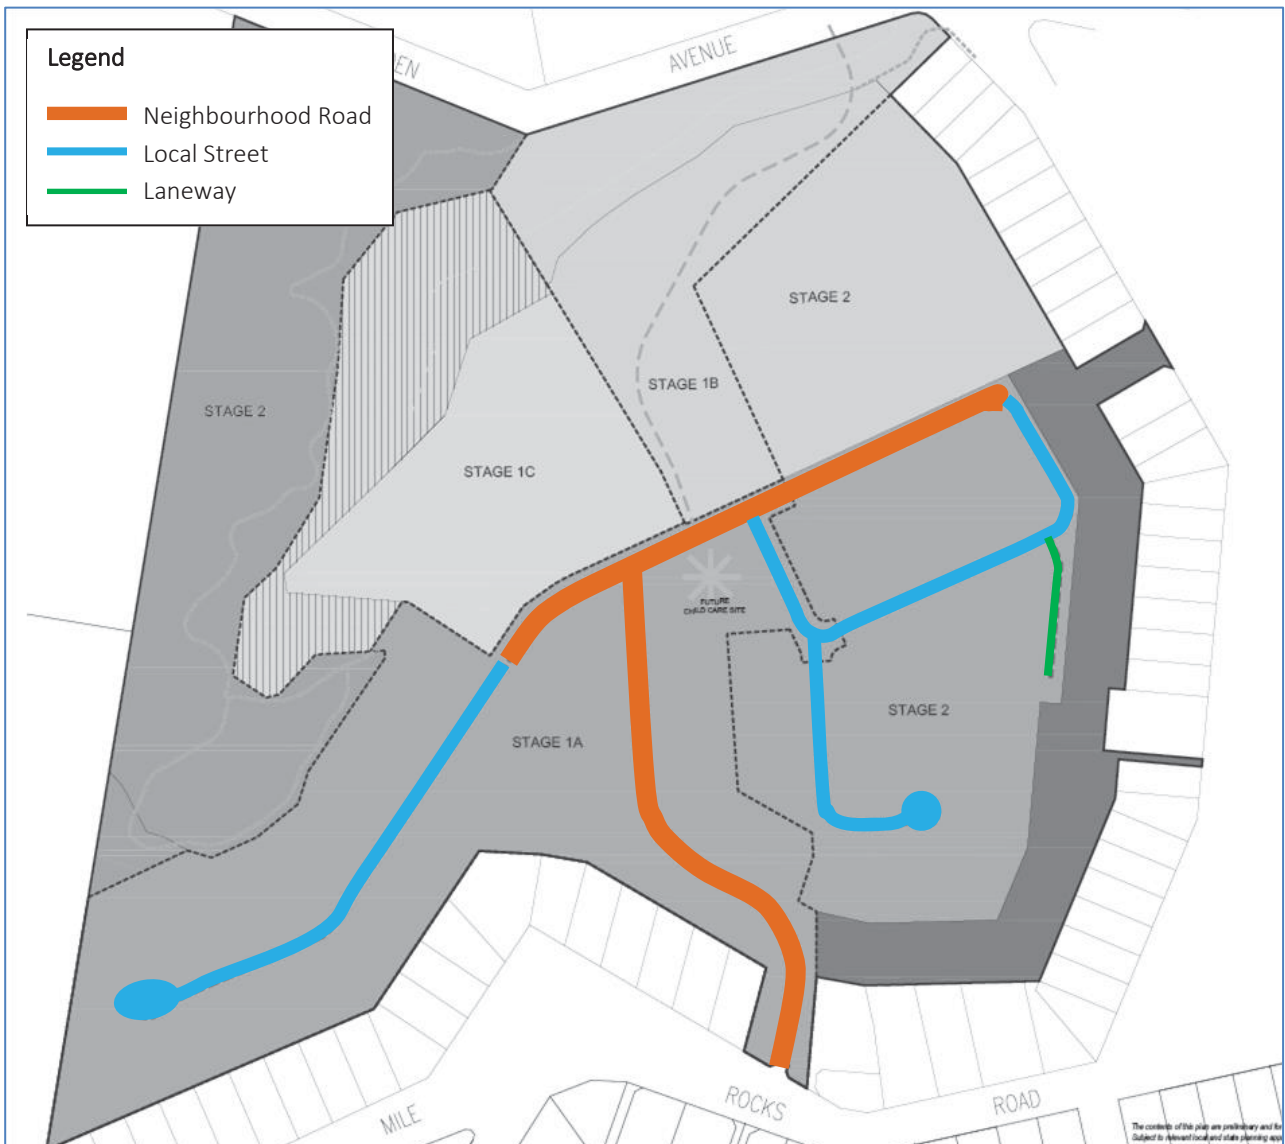 Legend
Neighbourhood Road
Local Street
Laneway
EN
AVENUE
STAGE 2
STAGE 1B
STAGE 2
STAGE 1C
FUTURE
CHILD CARE SITE
STAGE 2
STAGE 1A
MILE
ROCKS
ROAD
The contents of this plan are preliminary and for
Subject to relevant local and state planning